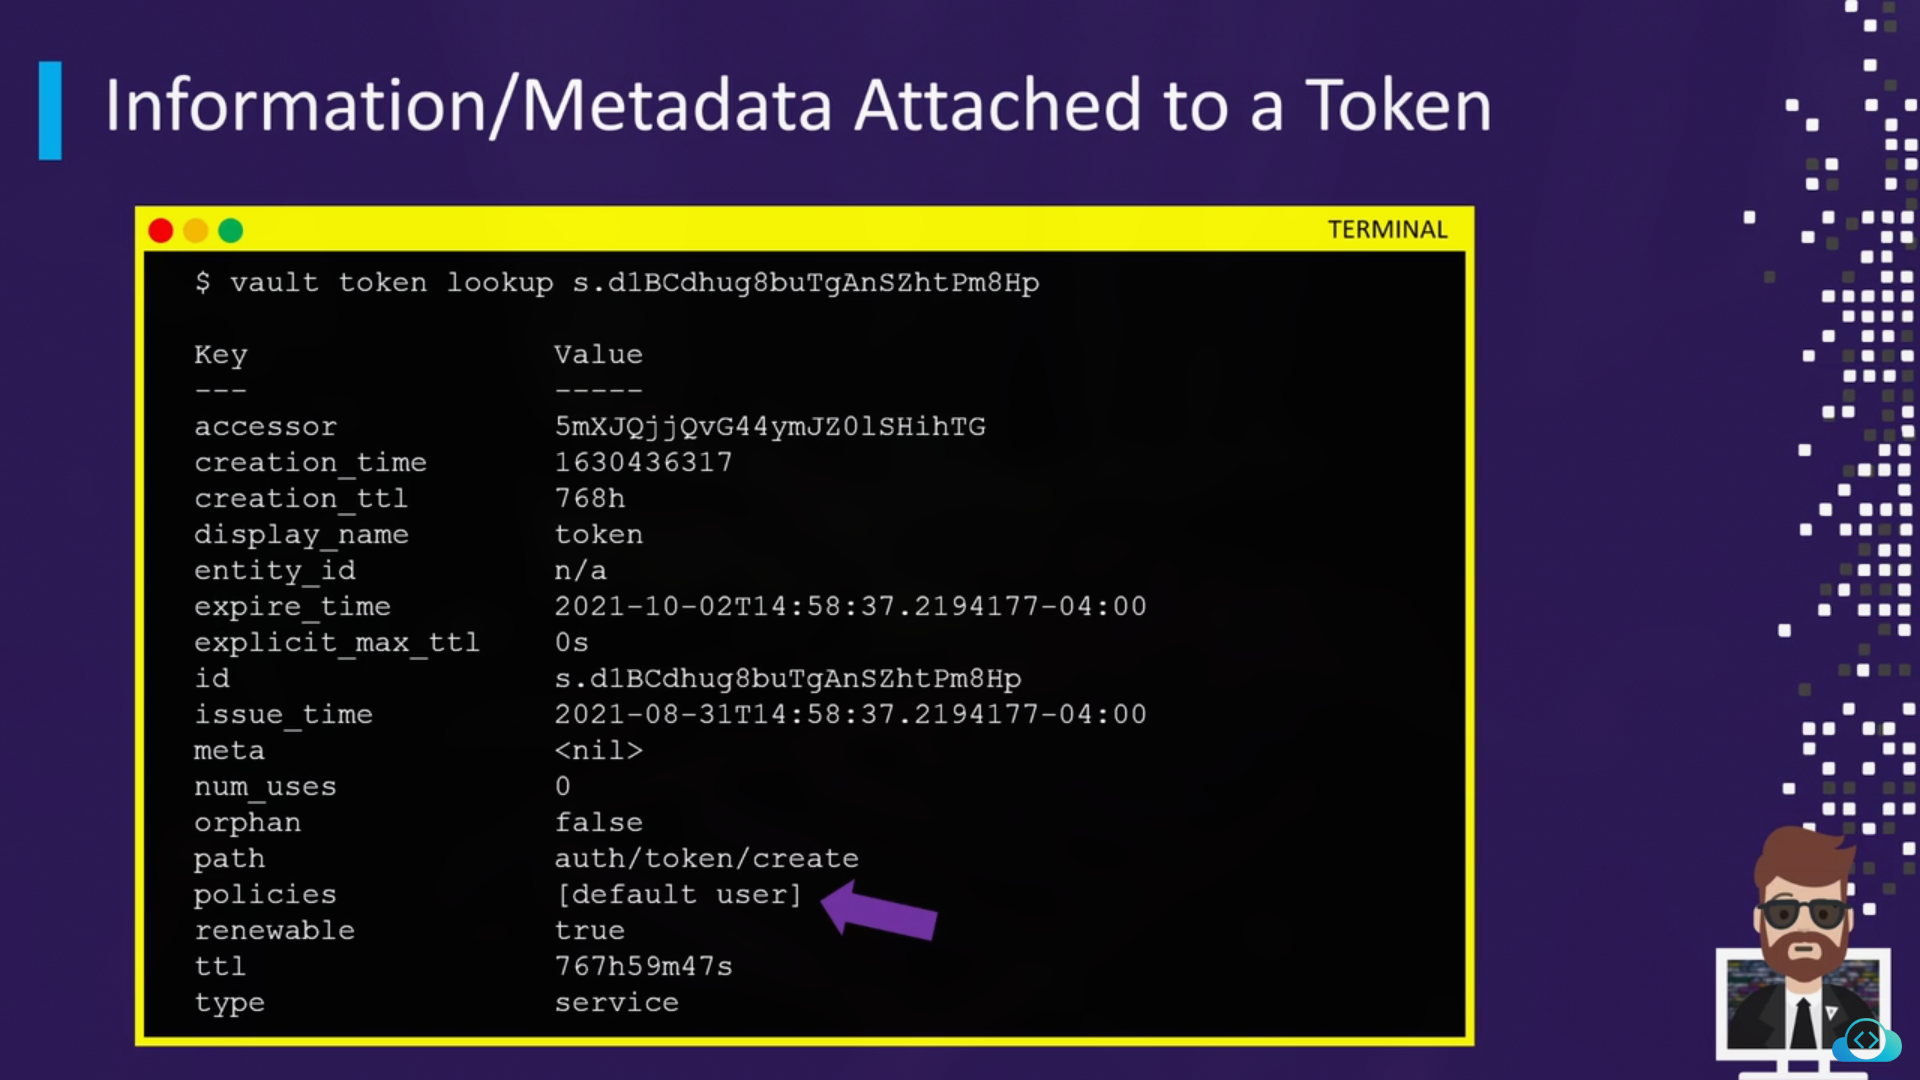 Information/Metadata Attached to a Token
TERMINAL
$ vault token lookup s.d1BCdhug8buTgAnSZhtPm8Hp
Key Value
--- -----
accessor 5mXJQjjQvG44ymJZ0lSHihTG
creation_time 1630436317
creation_ttl 768h
display_name token
entity_id n/a
expire_time 2021-10-02T14:58:37.2194177-04:00
explicit_max_ttl 0s
id s.d1BCdhug8buTgAnSZhtPm8Hp
issue_time 2021-08-31T14:58:37.2194177-04:00
meta <nil>
num_uses 0
orphan false
path auth/token/create
policies [default user]
renewable true
ttl 767h59m47s
type service